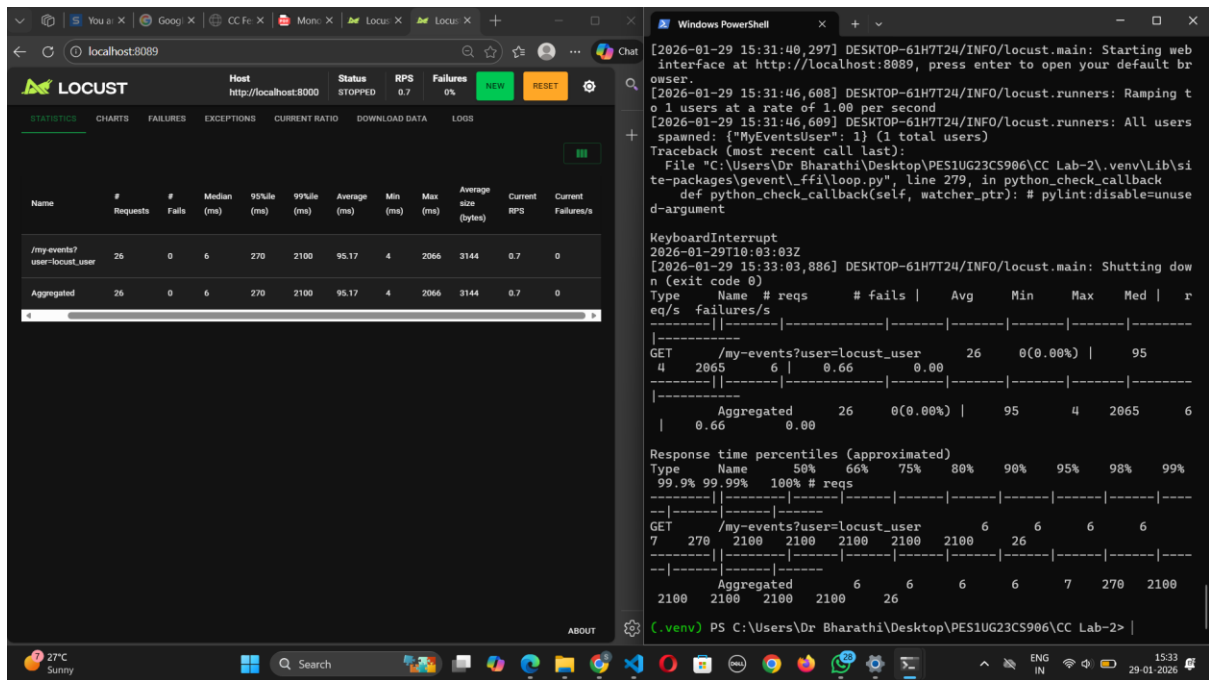 You ar
Googl
CC Fe
Mono
Locus
Locus
localhost:8089
Chat
LOCUST
Host
http://localhost:8000
Status
STOPPED
RPS
0.7
Failures
0%
NEW
RESET
STATISTICS CHARTS FAILURES EXCEPTIONS CURRENT RATIO DOWNLOAD DATA LOGS
Name # Requests # Fails Median (ms) 95%ile (ms) 99%ile (ms) Average (ms) Min (ms) Max (ms) Average size (bytes) Current RPS Current Failures/s
/my-events?
user=locust_user 26 0 6 270 2100 95.17 4 2066 3144 0.7 0
Aggregated 26 0 6 270 2100 95.17 4 2066 3144 0.7 0
ABOUT
Windows PowerShell
[2026-01-29 15:31:40,297] DESKTOP-61H7T24/INFO/locust.main: Starting web
 interface at http://localhost:8089, press enter to open your default br
owser.
[2026-01-29 15:31:46,608] DESKTOP-61H7T24/INFO/locust.runners: Ramping t
o 1 users at a rate of 1.00 per second
[2026-01-29 15:31:46,609] DESKTOP-61H7T24/INFO/locust.runners: All users
 spawned: {"MyEventsUser": 1} (1 total users)
Traceback (most recent call last):
  File "C:\Users\Dr Bharathi\Desktop\PES1UG23CS906\CC Lab-2\.venv\Lib\si
te-packages\gevent\_ffi\loop.py", line 279, in python_check_callback
    def python_check_callback(self, watcher_ptr): # pylint:disable=unuse
d-argument
KeyboardInterrupt
2026-01-29T10:03:03Z
[2026-01-29 15:33:03,886] DESKTOP-61H7T24/INFO/locust.main: Shutting dow
n (exit code 0)
Type Name # reqs # fails | Avg Min Max Med | r
eq/s failures/s
--------||-------|-------------|-------|-------|-------|-------|--------
|-----------
GET /my-events?user=locust_user 26 0(0.00%) | 95
 4 2065 6 | 0.66 0.00
--------||-------|-------------|-------|-------|-------|-------|--------
|-----------
Aggregated 26 0(0.00%) | 95 4 2065 6
 | 0.66 0.00
Response time percentiles (approximated)
Type Name 50% 66% 75% 80% 90% 95% 98% 99%
 99.9% 99.99% 100% # reqs
--------||--------|--------|------|------|------|------|------|------|----
--|------|------|------
GET /my-events?user=locust_user 6 6 6 6
7 270 2100 2100 2100 2100 2100 26
--------||--------|--------|------|------|------|------|------|------|----
--|------|------|------
Aggregated 6 6 6 6 7 270 2100
 2100 2100 2100 2100 26
(.venv) PS C:\Users\Dr Bharathi\Desktop\PES1UG23CS906\CC Lab-2>
7
27°C
Sunny
Search
DELL
28
ENG
IN
15:33
29-01-2026